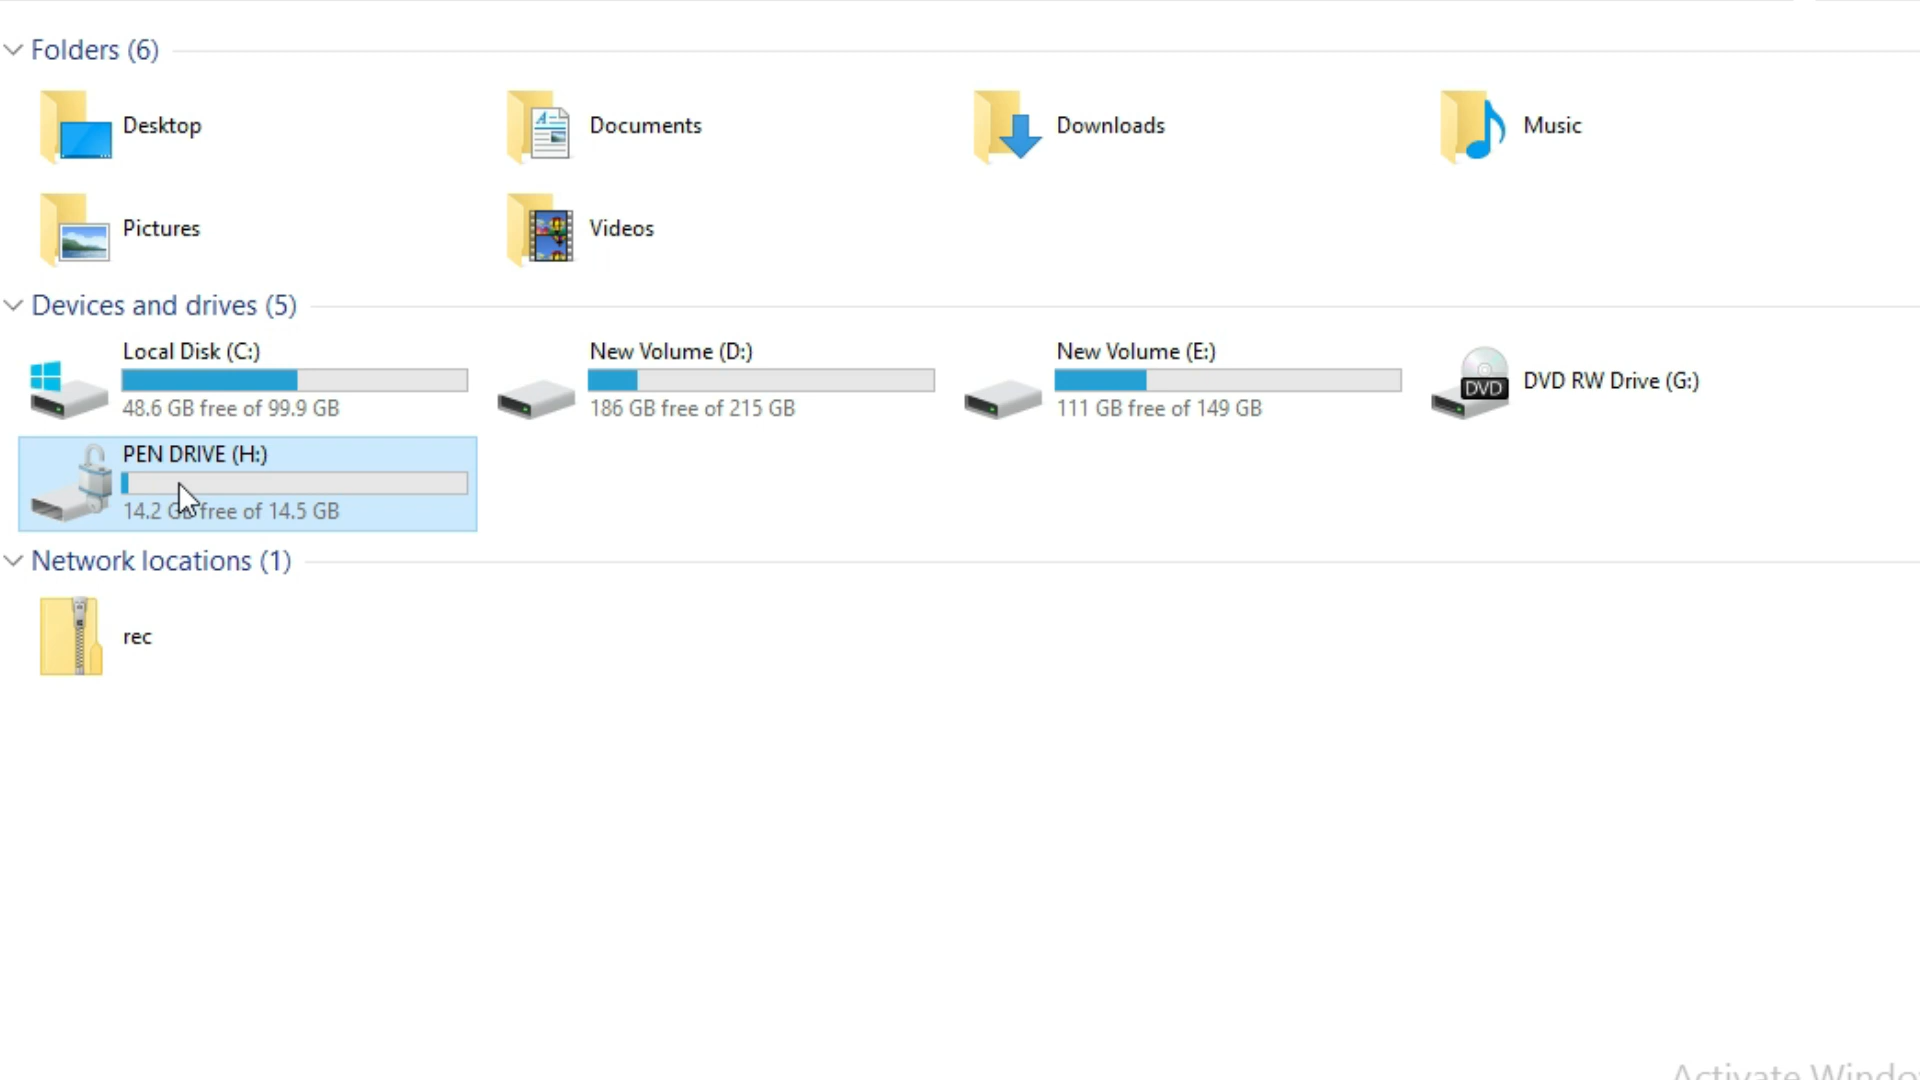 Folders (6)
Desktop
Documents
Downloads
Music
Pictures
Videos
Devices and drives (5)
Local Disk (C:)
48.6 GB free of 99.9 GB
New Volume (D:)
186 GB free of 215 GB
New Volume (E:)
111 GB free of 149 GB
DVD
DVD RW Drive (G:)
PEN DRIVE (H:)
14.2 GB free of 14.5 GB
Network locations (1)
rec
Activate